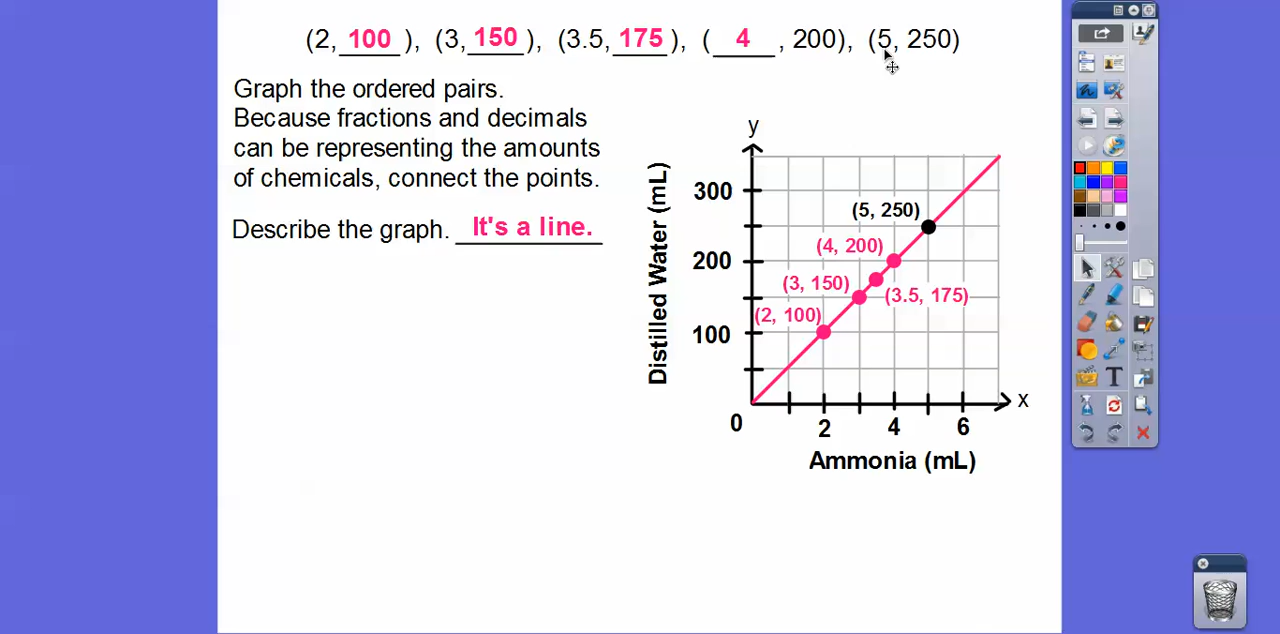 (2, 100 ), (3, 150 ), (3.5, 175 ), ( 4 , 200), (5, 250)
Graph the ordered pairs.
Because fractions and decimals
can be representing the amounts
of chemicals, connect the points.
Describe the graph. It's a line.
y
Distilled Water (mL)
300
200
100
0
(5, 250)
(4, 200)
(3, 150)
(3.5, 175)
(2, 100)
x
2 4 6
Ammonia (mL)
T